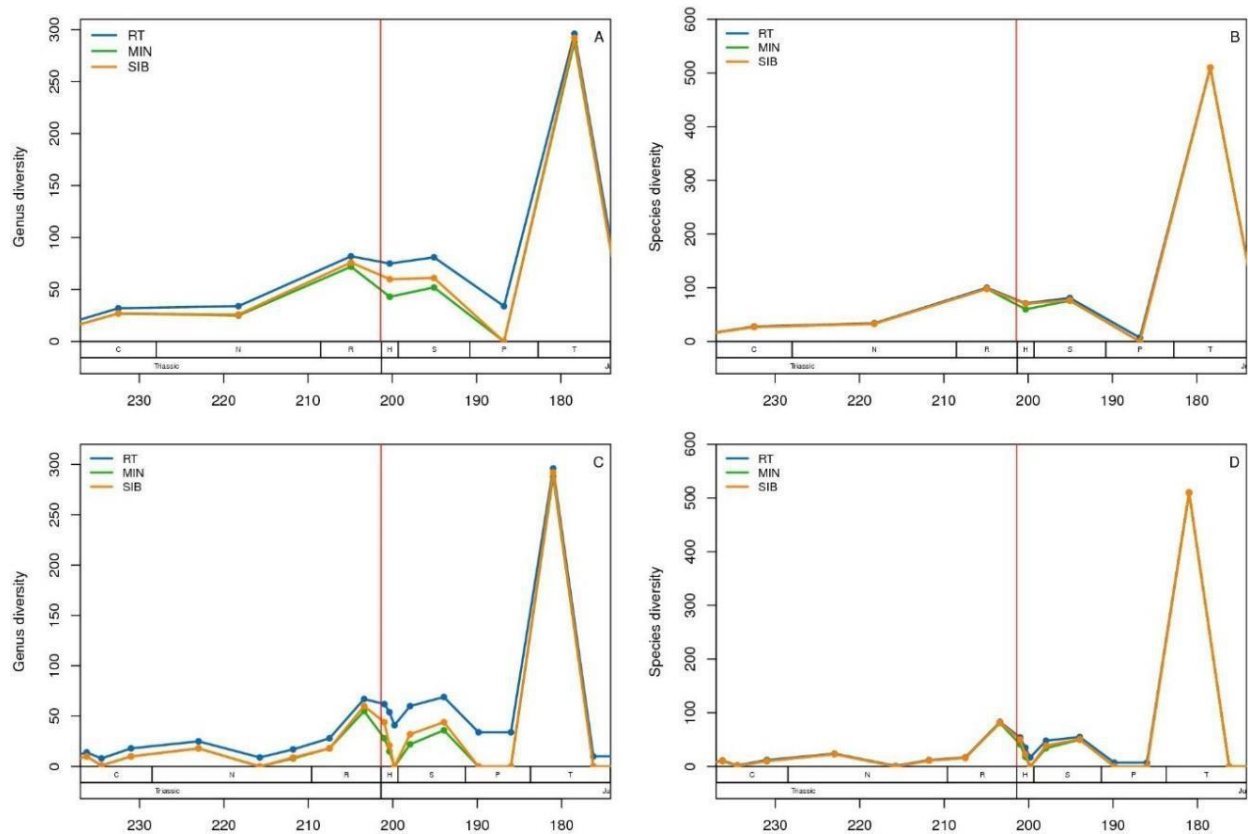 A
RT
MIN
SIB
Genus diversity
300
250
200
150
100
50
0
C N R H S P T
Triassic Ju
230 220 210 200 190 180
B
RT
MIN
SIB
Species diversity
600
500
400
300
200
100
0
C N R H S P T
Triassic Ju
230 220 210 200 190 180
C
RT
MIN
SIB
Genus diversity
300
250
200
150
100
50
0
C N R H S P T
Triassic Ju
230 220 210 200 190 180
D
RT
MIN
SIB
Species diversity
600
500
400
300
200
100
0
C N R H S P T
Triassic Ju
230 220 210 200 190 180